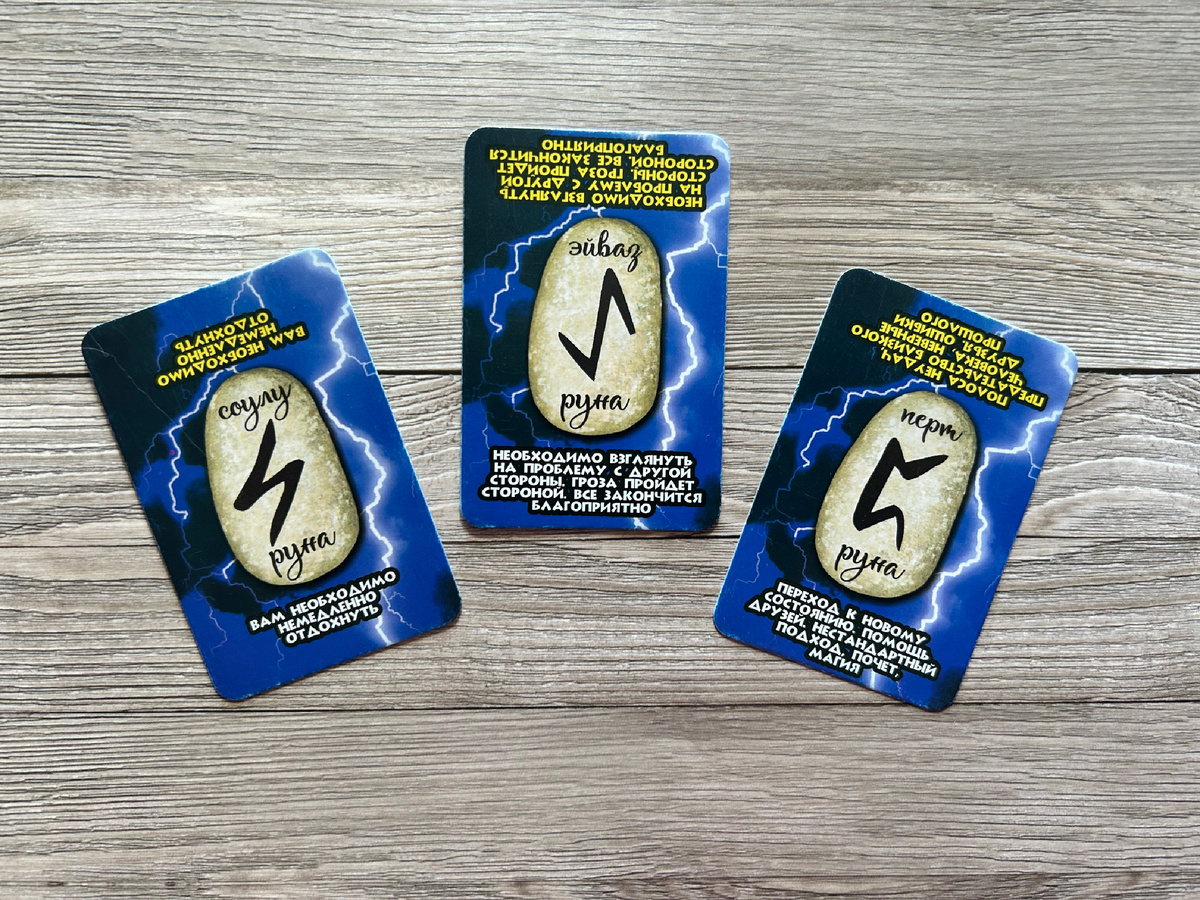 ВАМ НЕОБХОДИМО
НЕМЕДЛЕННО
ОТДОХНУТЬ
соулу
руна
ВАМ НЕОБХОДИМО
НЕМЕДЛЕННО
ОТДОХНУТЬ
НЕОБХОДИМО ВЗГЛЯНУТЬ
НА ПРОБЛЕМУ С ДРУГОЙ
СТОРОНЫ. ГРОЗА ПРОЙДЕТ
СТОРОНОЙ. ВСЕ ЗАКОНЧИТСЯ
БЛАГОПРИЯТНО
эйваз
руна
НЕОБХОДИМО ВЗГЛЯНУТЬ
НА ПРОБЛЕМУ С ДРУГОЙ
СТОРОНЫ. ГРОЗА ПРОЙДЕТ
СТОРОНОЙ. ВСЕ ЗАКОНЧИТСЯ
БЛАГОПРИЯТНО
ПОЛОСА НЕУДАЧ
ПРЕДАТЕЛЬСТВО БЛИЗКОГО
ЧЕЛОВЕКА. НЕВЕРНЫЕ
ДРУЗЬЯ. ОШИБКИ
ПРОШЛОГО
перт
руна
ПЕРЕХОД К НОВОМУ
СОСТОЯНИЮ. ПОМОЩЬ
ДРУЗЕЙ. НЕСТАНДАРТНЫЙ
ПОДХОД. ПОЧЕТ,
МАГИЯ